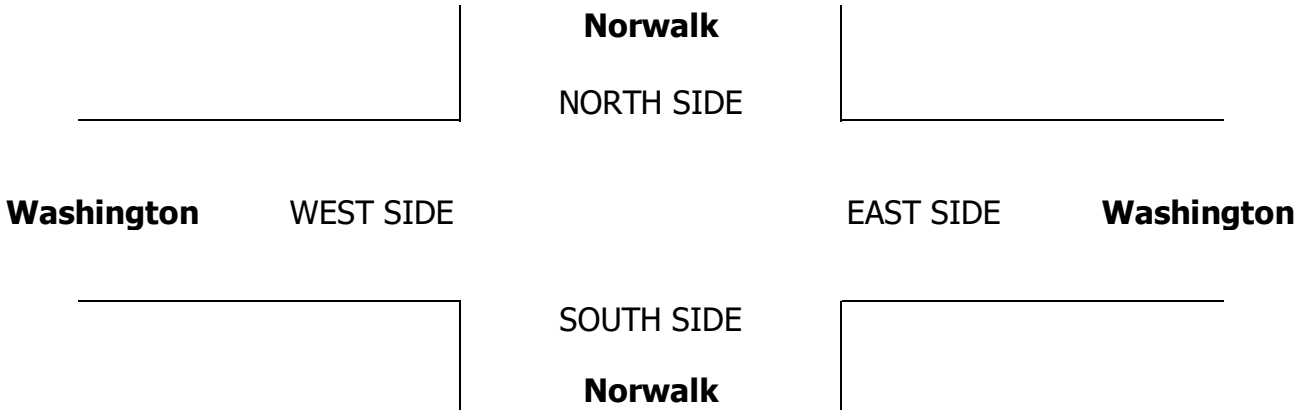 Norwalk
NORTH SIDE
Washington WEST SIDE EAST SIDE Washington
SOUTH SIDE
Norwalk